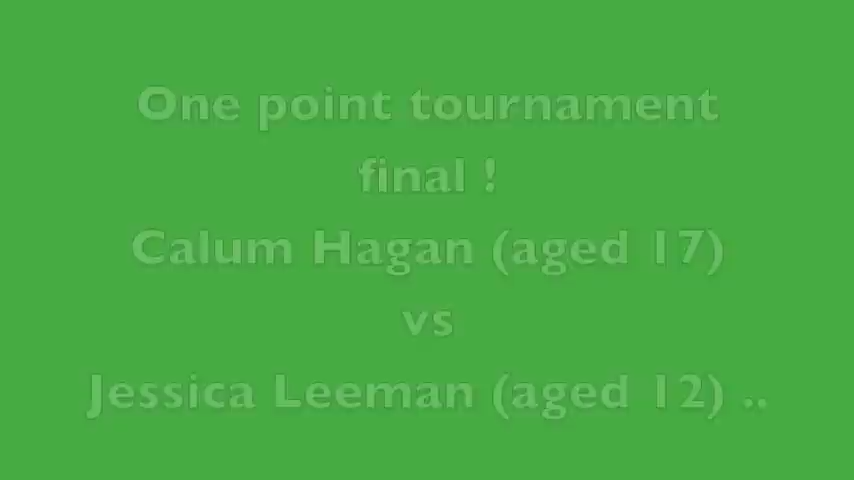 One point tournament
final !
Calum Hagan (aged 17)
vs
Jessica Leeman (aged 12) ..